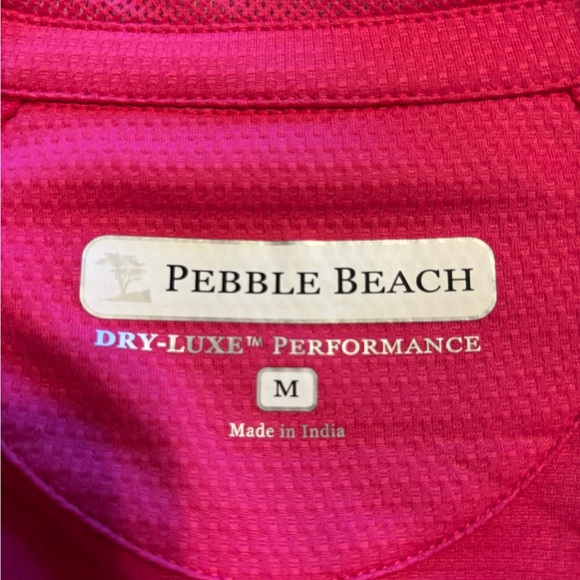 PEBBLE BEACH
DRY-LUXE™ PERFORMANCE
M
Made in India